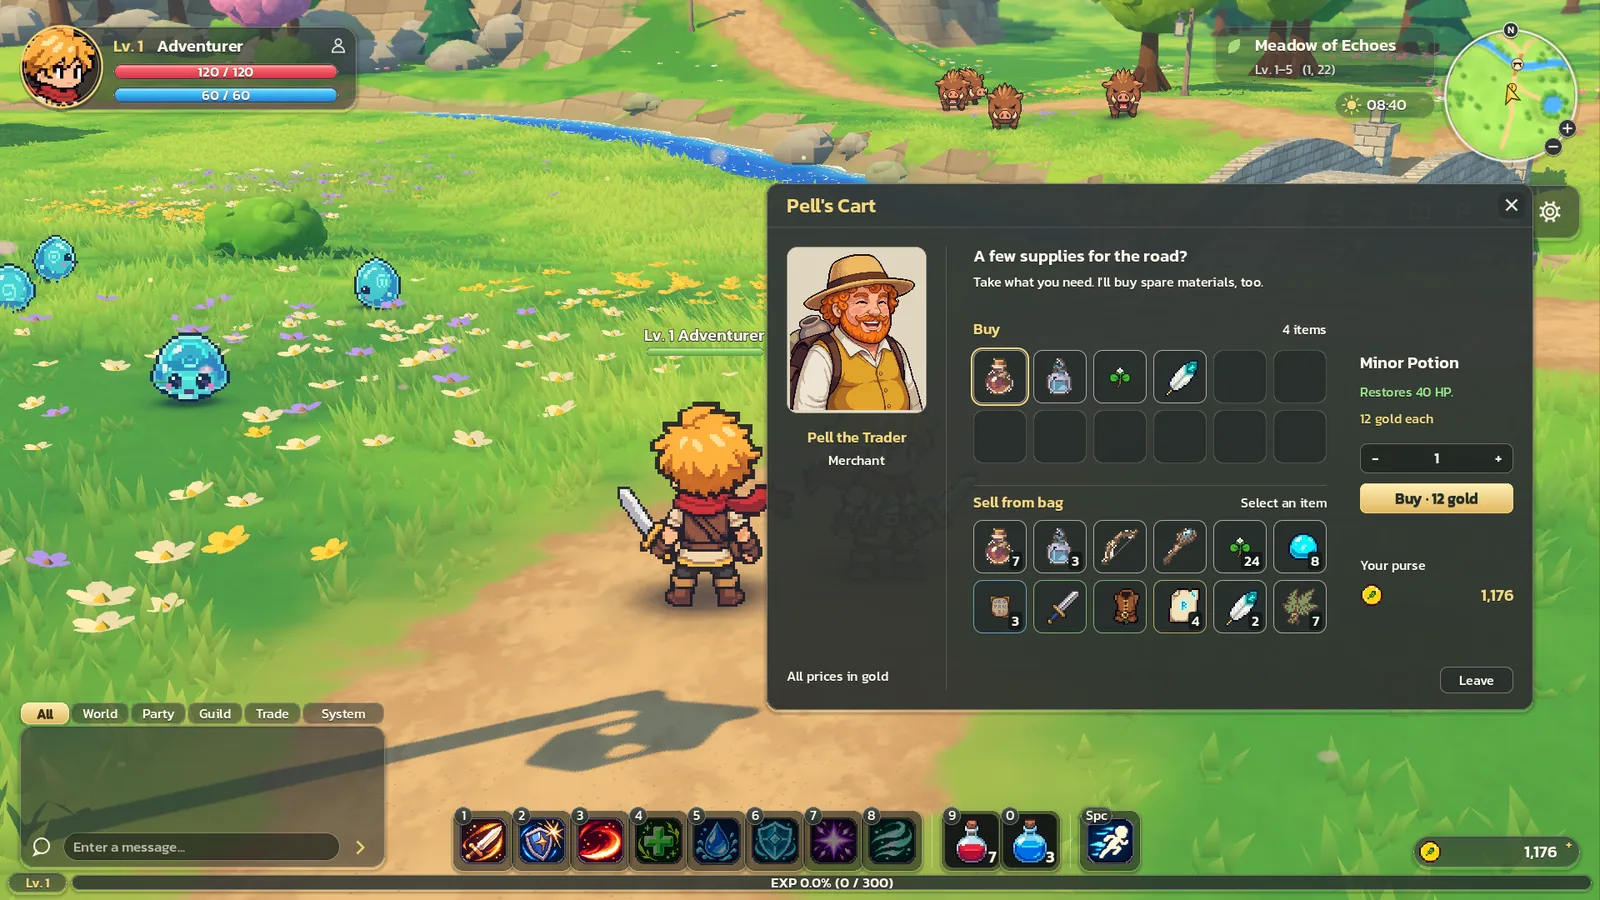 Lv. 1 Adventurer
120 / 120
60 / 60
Meadow of Echoes
Lv. 1–5 (1, 22)
08:40
N
+
−
Pell's Cart
Pell the Trader
Merchant
All prices in gold
A few supplies for the road?
Take what you need. I'll buy spare materials, too.
Buy
4 items
Minor Potion
Restores 40 HP.
12 gold each
- 1 +
Buy · 12 gold
Sell from bag
Select an item
7
3
24
8
3
R
4
2
7
Your purse
1,176
Leave
Lv. 1 Adventurer
All
World
Party
Guild
Trade
System
Enter a message...
1
2
3
4
5
6
7
8
9
7
0
3
Spc
1,176 +
Lv. 1
EXP 0.0% (0 / 300)